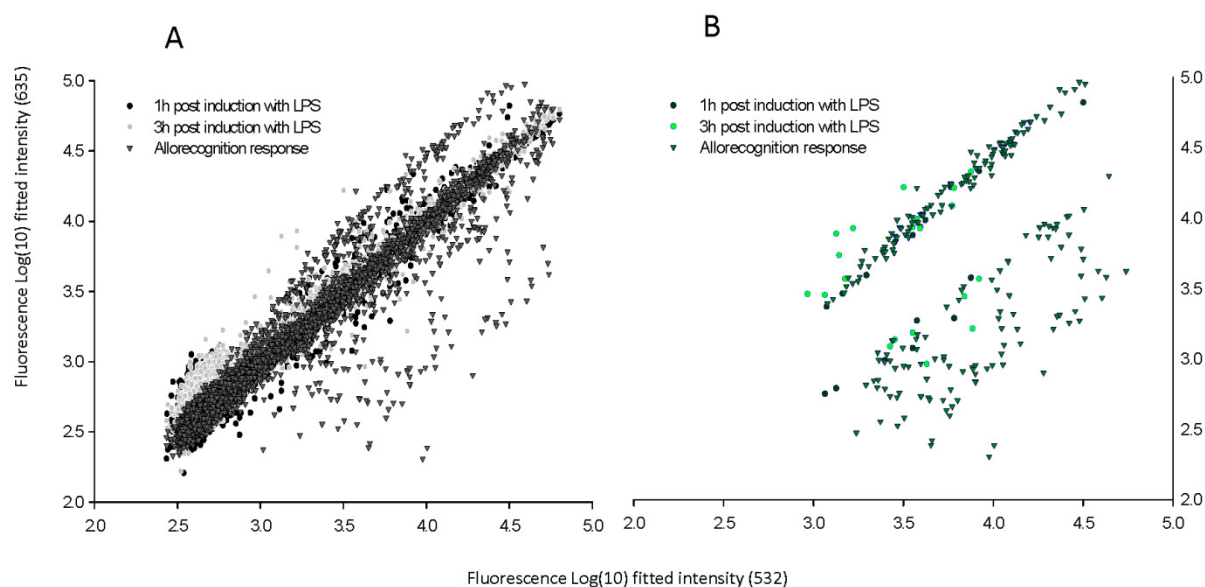 A
B
Fluorescence Log(10) fitted intensity (635)
5.0
4.5
4.0
3.5
3.0
2.5
2.0
1h post induction with LPS
3h post induction with LPS
Allorecognition response
2.0 2.5 3.0 3.5 4.0 4.5 5.0
1h post induction with LPS
3h post induction with LPS
Allorecognition response
5.0
4.5
4.0
3.5
3.0
2.5
2.0
2.0 2.5 3.0 3.5 4.0 4.5 5.0
Fluorescence Log(10) fitted intensity (532)